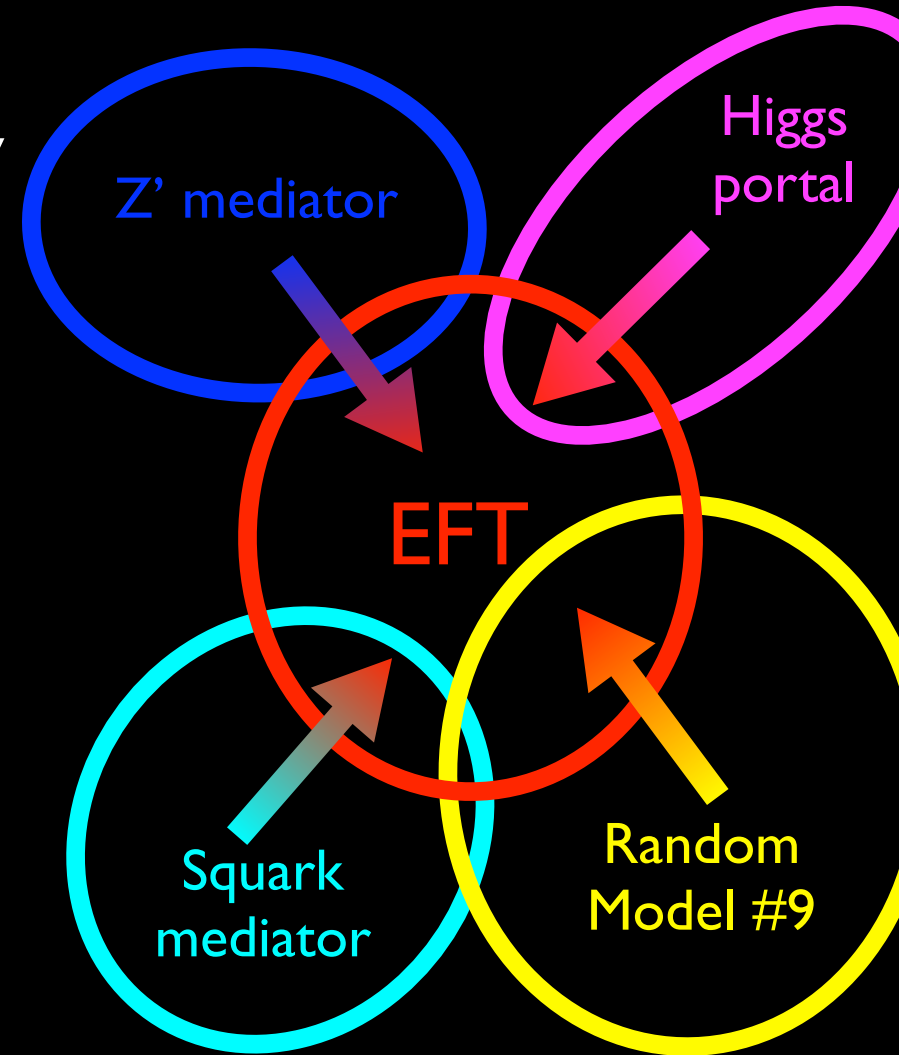 Higgs
portal
Z’ mediator
EFT
Squark
mediator
Random
Model #9